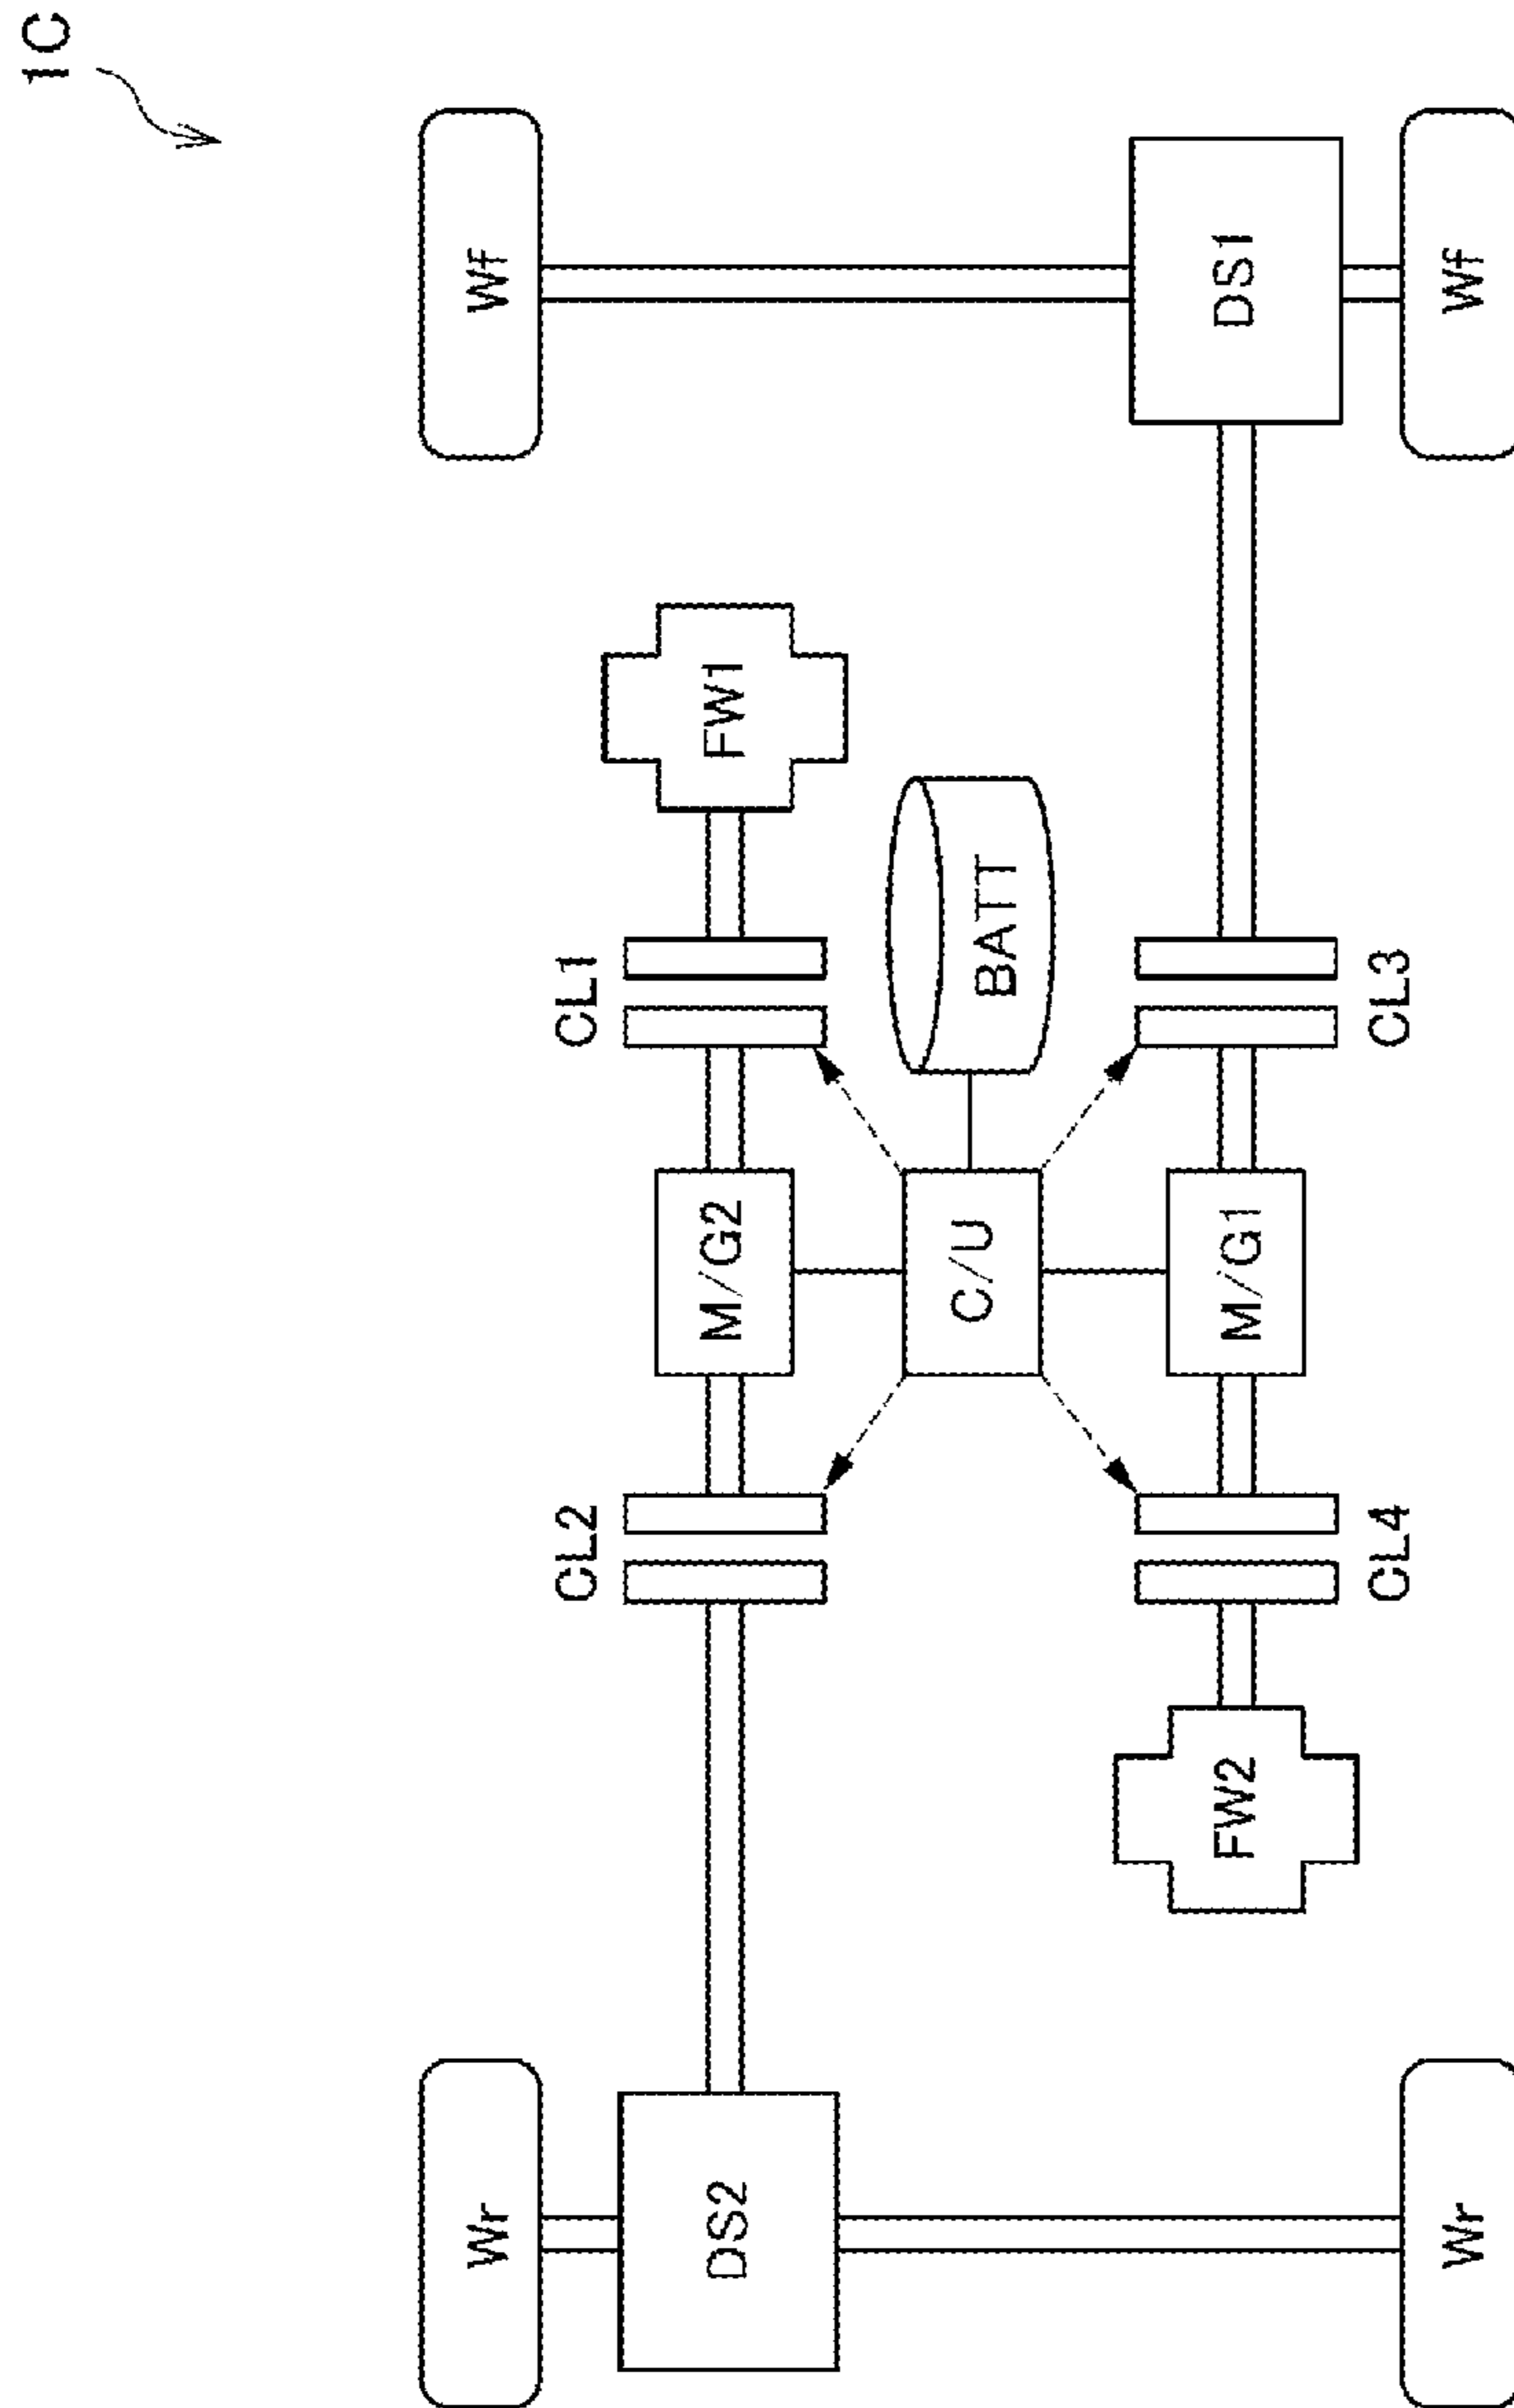 1C
Wf
Wf
DS1
FW1
CL1
BATT
CL3
M/G2
C/U
M/G1
CL2
CL4
FW2
Wr
DS2
Wr